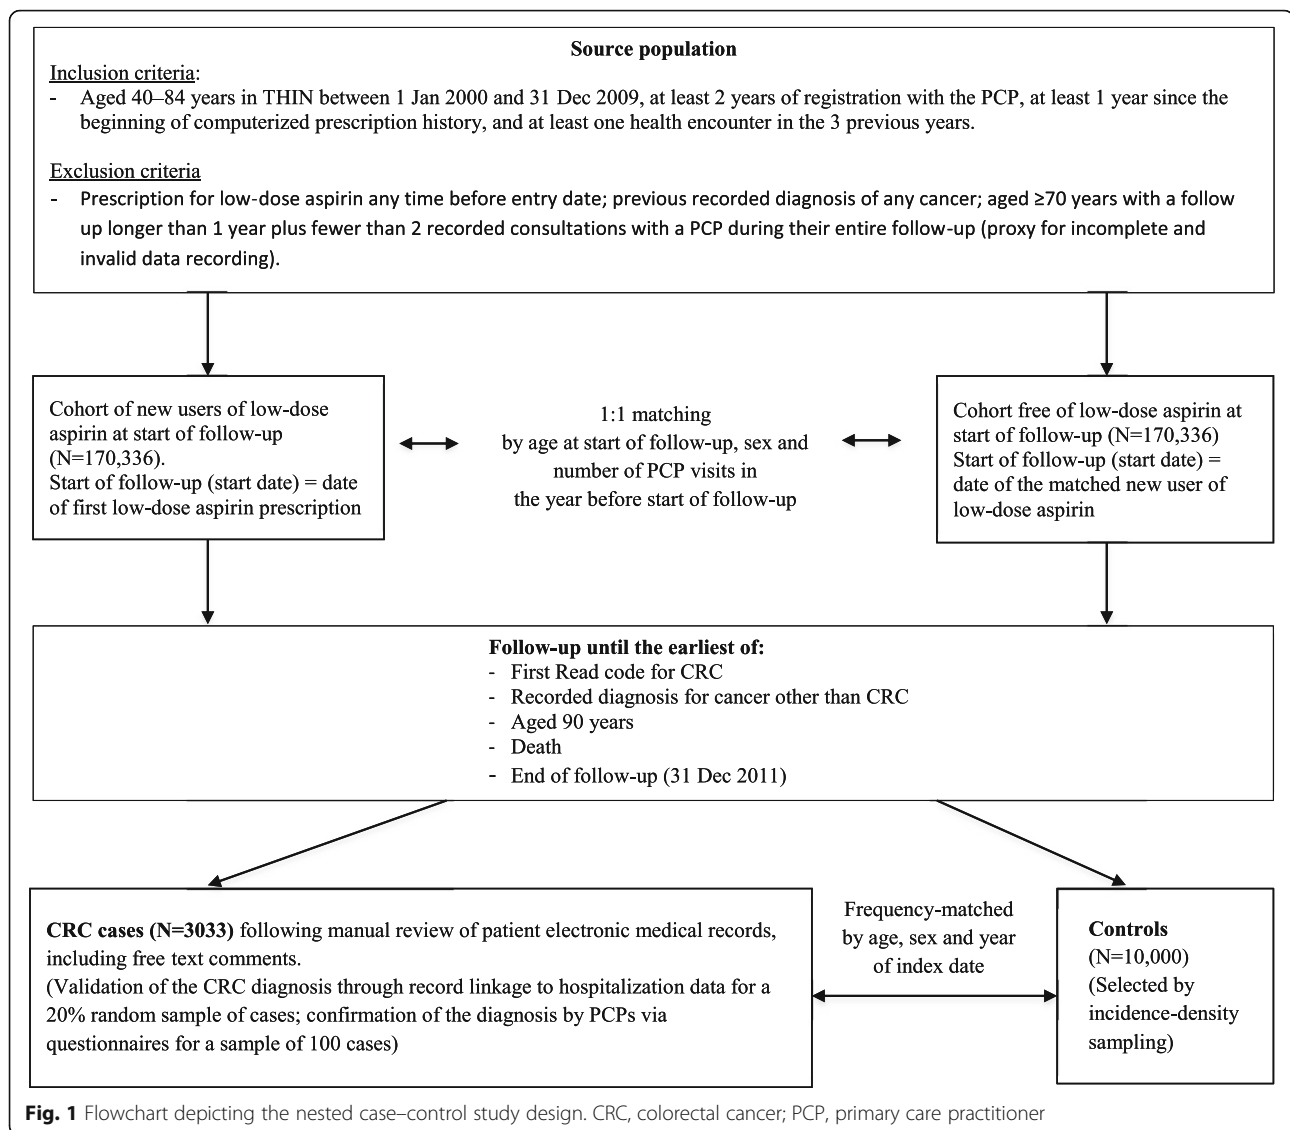 Source population
Inclusion criteria:
- Aged 40–84 years in THIN between 1 Jan 2000 and 31 Dec 2009, at least 2 years of registration with the PCP, at least 1 year since the
beginning of computerized prescription history, and at least one health encounter in the 3 previous years.
Exclusion criteria
- Prescription for low-dose aspirin any time before entry date; previous recorded diagnosis of any cancer; aged ≥70 years with a follow
up longer than 1 year plus fewer than 2 recorded consultations with a PCP during their entire follow-up (proxy for incomplete and
invalid data recording).
Cohort of new users of low-dose
aspirin at start of follow-up
(N=170,336).
Start of follow-up (start date) = date
of first low-dose aspirin prescription
1:1 matching
by age at start of follow-up, sex and
number of PCP visits in
the year before start of follow-up
Cohort free of low-dose aspirin at
start of follow-up (N=170,336)
Start of follow-up (start date) =
date of the matched new user of
low-dose aspirin
Follow-up until the earliest of:
- First Read code for CRC
- Recorded diagnosis for cancer other than CRC
- Aged 90 years
- Death
- End of follow-up (31 Dec 2011)
CRC cases (N=3033) following manual review of patient electronic medical records,
including free text comments.
(Validation of the CRC diagnosis through record linkage to hospitalization data for a
20% random sample of cases; confirmation of the diagnosis by PCPs via
questionnaires for a sample of 100 cases)
Frequency-matched
by age, sex and year
of index date
Controls
(N=10,000)
(Selected by
incidence-density
sampling)
Fig. 1 Flowchart depicting the nested case–control study design. CRC, colorectal cancer; PCP, primary care practitioner